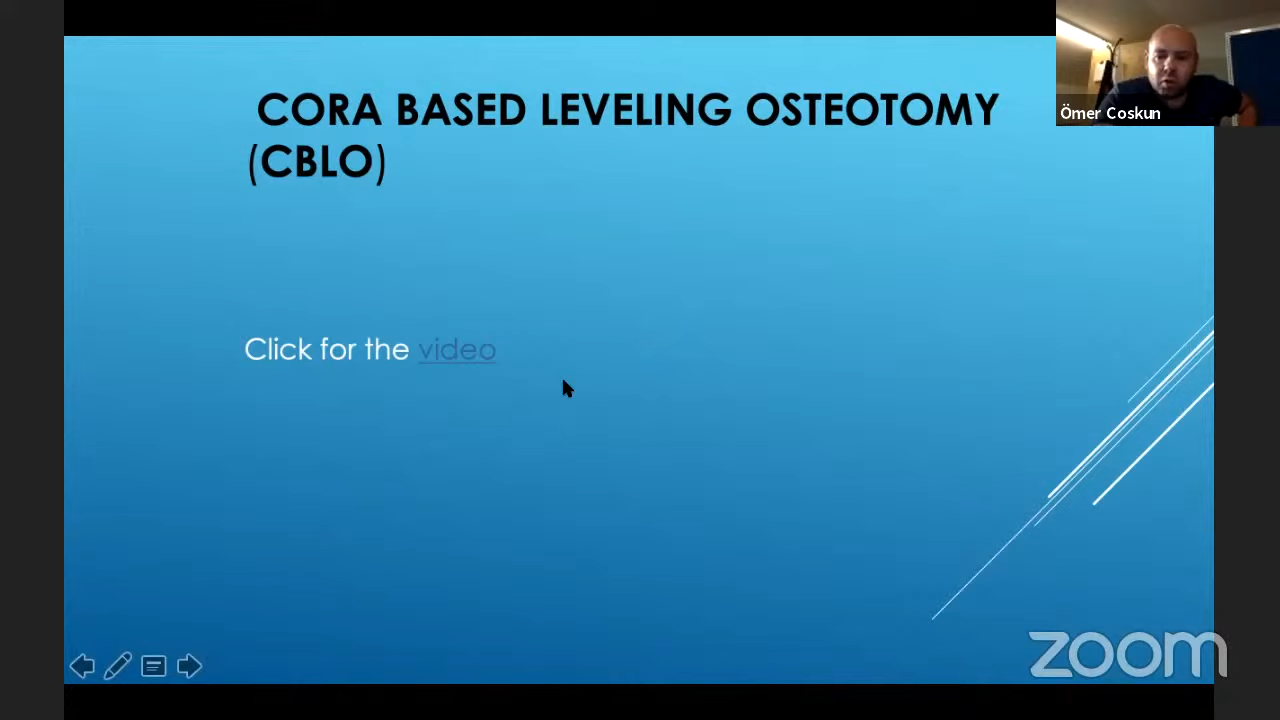 CORA BASED LEVELING OSTEOTOMY
(CBLO)
Ömer Coskun
Click for the video
zoom